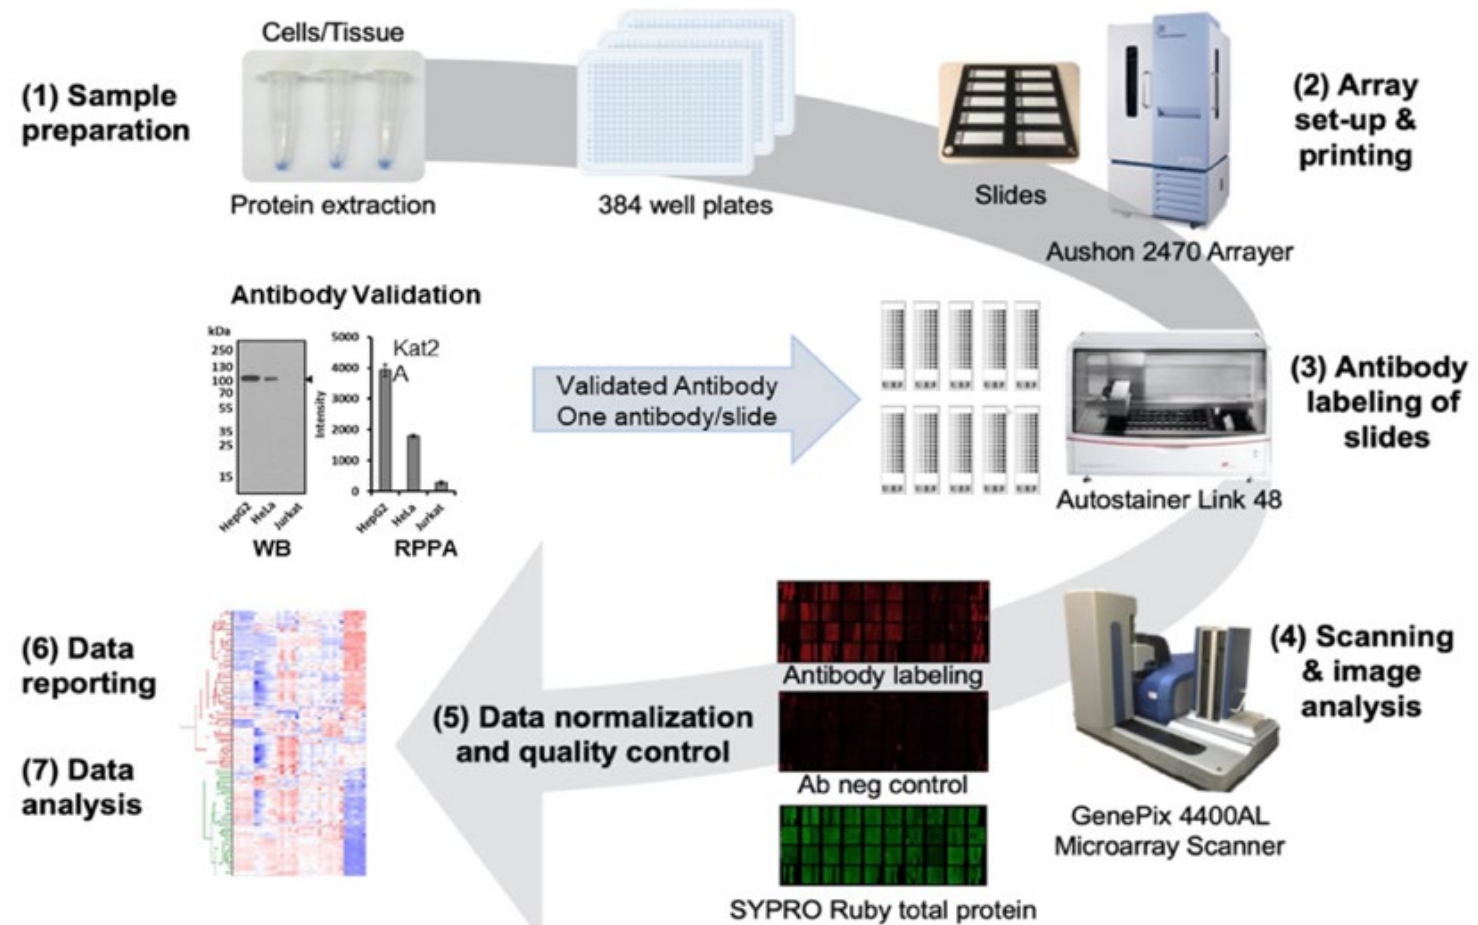 Cells/Tissue
(1) Sample
preparation
Protein extraction
384 well plates
Slides
(2) Array
set-up &
printing
Aushon 2470 Arrayer
Antibody Validation
kDa
250
130
100
70
55
35
25
15
HepG2
HeLa
Jurkat
WB
5000
4000
3000
2000
1000
0
Intensity
Kat2
A
HepG2
HeLa
Jurkat
RPPA
Validated Antibody
One antibody/slide
(3) Antibody
labeling of
slides
Autostainer Link 48
(4) Scanning
& image
analysis
GenePix 4400AL
Microarray Scanner
Antibody labeling
Ab neg control
SYPRO Ruby total protein
(5) Data normalization
and quality control
(6) Data
reporting
(7) Data
analysis